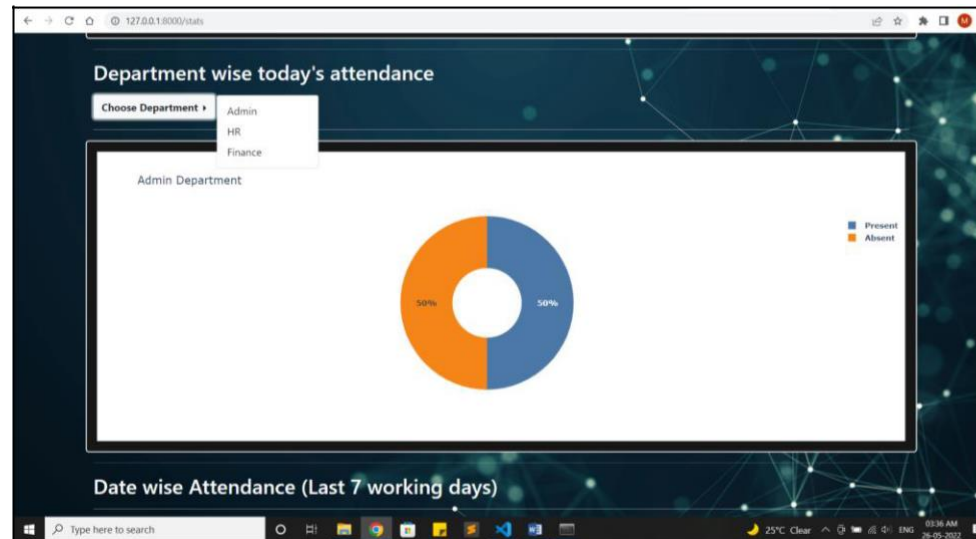 127.0.0.1:8000/stats
M
Department wise today's attendance
Choose Department
Admin
HR
Finance
Admin Department
Present
Absent
50%
50%
Date wise Attendance (Last 7 working days)
Type here to search
25°C Clear
ENG
03:36 AM
26-05-2022